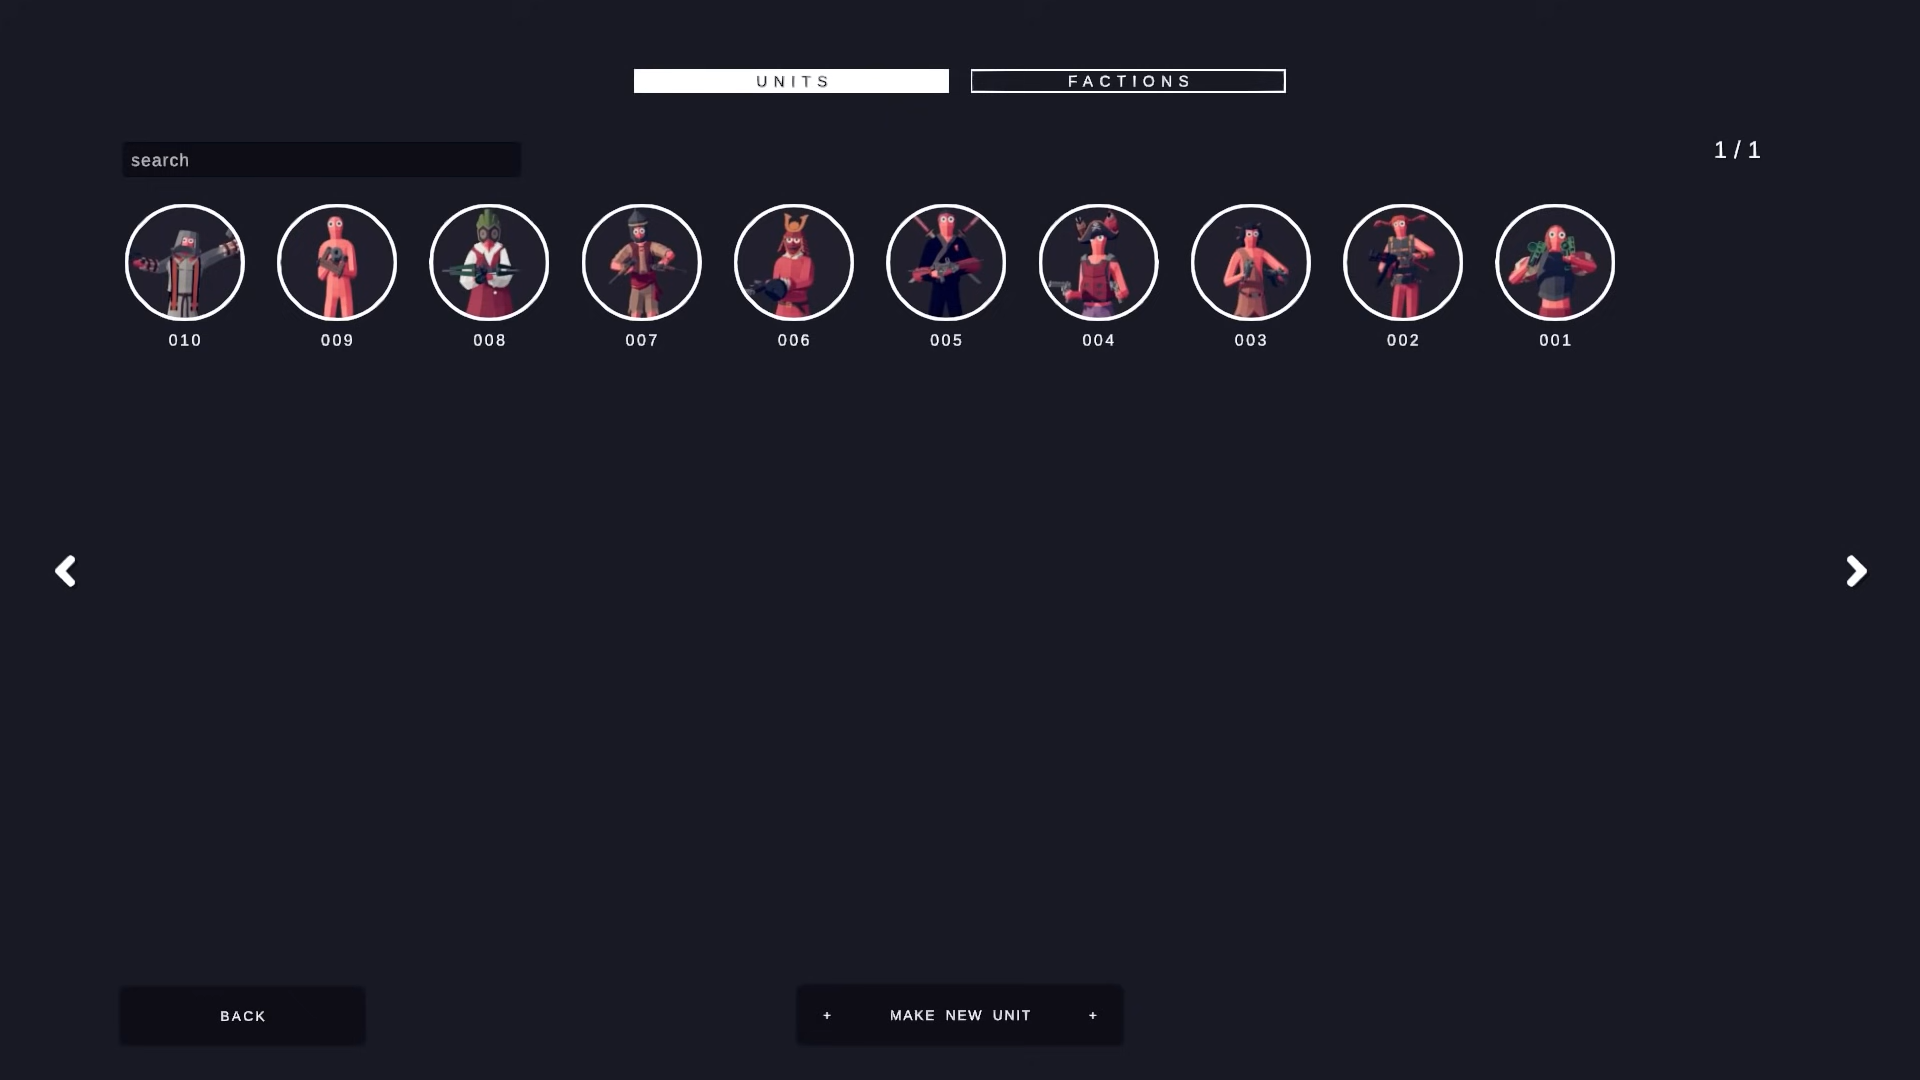 UNITS FACTIONS
search
1 / 1
010 009 008 007 006 005 004 003 002 001
BACK
+ MAKE NEW UNIT +